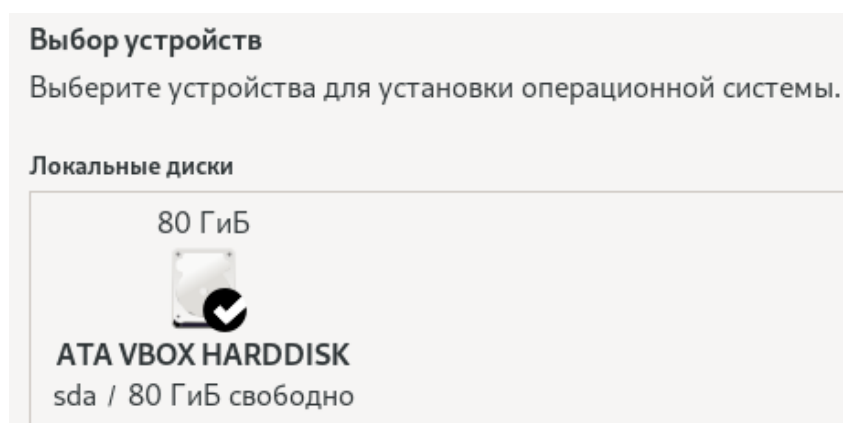 Выбор устройств
Выберите устройства для установки операционной системы.
Локальные диски
80 ГиБ
ATA VBOX HARDDISK
sda / 80 ГиБ свободно